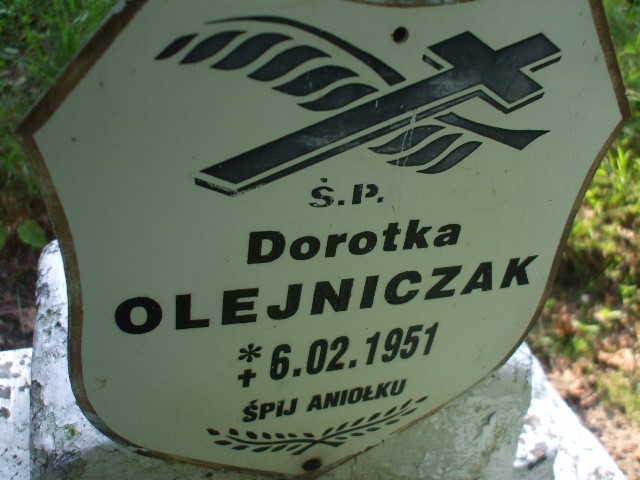 Ś.P.
Dorotka
OLEJNICZAK
*
✝ 6.02.1951
ŚPIJ ANIOŁKU